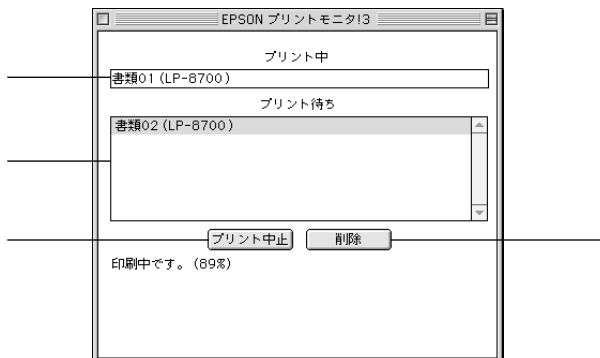 EPSON プリントモニタ!3
プリント中
書類01 (LP-8700)
プリント待ち
書類02 (LP-8700)
プリント中止
削除
印刷中です。 (89%)